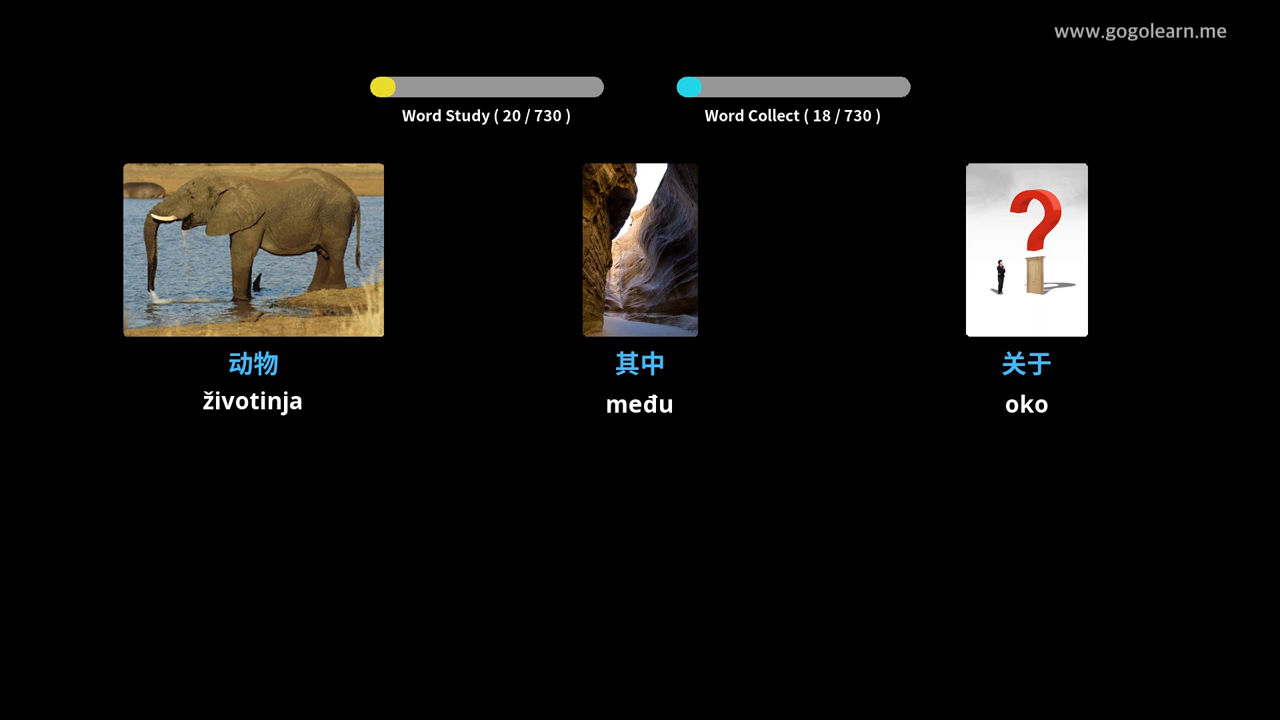 www.gogolearn.me
Word Study ( 20 / 730 )
Word Collect ( 18 / 730 )
动物
životinja
其中
među
关于
oko